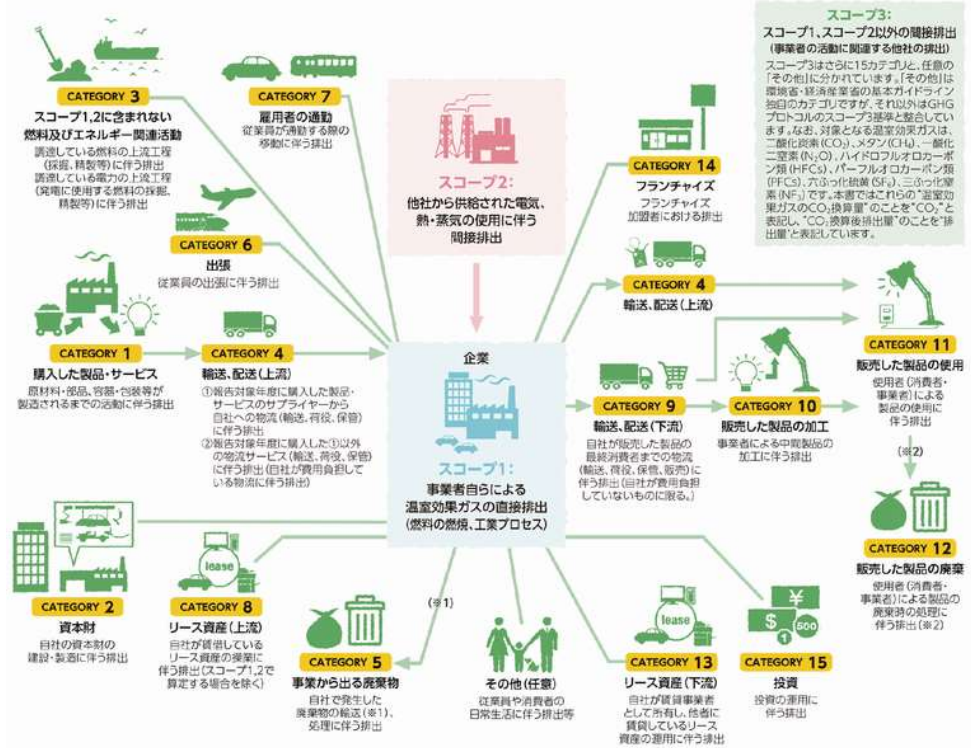 スコープ3:
スコープ1、スコープ2以外の間接排出
(事業者の活動に関連する他社の排出)
スコープ3はさらに15カテゴリと、任意の
「その他」に分かれています。「その他」は
環境省・経済産業省の基本ガイドライン
独自のカテゴリですが、それ以外はGHG
プロトコルのスコープ3基準と整合してい
ます。なお、対象となる温室効果ガスは、
二酸化炭素(CO₂)、メタン(CH₄)、一酸化
二窒素(N₂O)、ハイドロフルオロカーボ
ン類(HFCs)、パーフルオロカーボン類
(PFCs)、六ふっ化硫黄(SF₆)、三ふっ化窒
素(NF₃)です。本書ではこれらの"温室効
果ガスのCO₂換算量"のことを"CO₂"と
表記し、"CO₂換算後排出量"のことを"排
出量"と表記しています。
CATEGORY 3
スコープ1,2に含まれない
燃料及びエネルギー関連活動
調達している燃料の上流工程
(採掘、精製等)に伴う排出
調達している電力の上流工程
(発電に使用する燃料の採掘、
精製等)に伴う排出
CATEGORY 7
雇用者の通勤
従業員が通勤する際の
移動に伴う排出
スコープ2:
他社から供給された電気、
熱・蒸気の使用に伴う
間接排出
CATEGORY 14
フランチャイズ
フランチャイズ
加盟者における排出
CATEGORY 6
出張
従業員の出張に伴う排出
CATEGORY 4
輸送、配送(上流)
CATEGORY 1
購入した製品・サービス
原材料・部品、容器・包装等が
製造されるまでの活動に伴う排出
CATEGORY 4
輸送、配送(上流)
①報告対象年度に購入した製品・
サービスのサプライヤーから
自社への物流(輸送、荷役、保管)
に伴う排出
②報告対象年度に購入した①以外
の物流サービス(輸送、荷役、保管)
に伴う排出(自社が費用負担して
いる物流に伴う排出)
企業
スコープ1:
事業者自らによる
温室効果ガスの直接排出
(燃料の燃焼、工業プロセス)
CATEGORY 9
輸送、配送(下流)
自社が販売した製品の
最終消費者までの物流
(輸送、荷役、保管、販売)に
伴う排出(自社が費用負担
していないものに限る。)
CATEGORY 10
販売した製品の加工
事業者による中間製品の
加工に伴う排出
CATEGORY 11
販売した製品の使用
使用者(消費者・
事業者)による
製品の使用に
伴う排出
(※2)
CATEGORY 12
販売した製品の廃棄
使用者(消費者・
事業者)による製品の
廃棄時の処理に
伴う排出(※2)
CATEGORY 2
資本財
自社の資本財の
建設・製造に伴う排出
lease
CATEGORY 8
リース資産(上流)
自社が賃借している
リース資産の操業に
伴う排出(スコープ1,2で
算定する場合を除く)
(※1)
CATEGORY 5
事業から出る廃棄物
自社で発生した
廃棄物の輸送(※1)、
処理に伴う排出
その他(任意)
従業員や消費者の
日常生活に伴う排出等
lease
CATEGORY 13
リース資産(下流)
自社が賃貸事業者
として所有し、他者に
賃貸しているリース
資産の運用に伴う排出
¥
$
1
500
CATEGORY 15
投資
投資の運用に
伴う排出